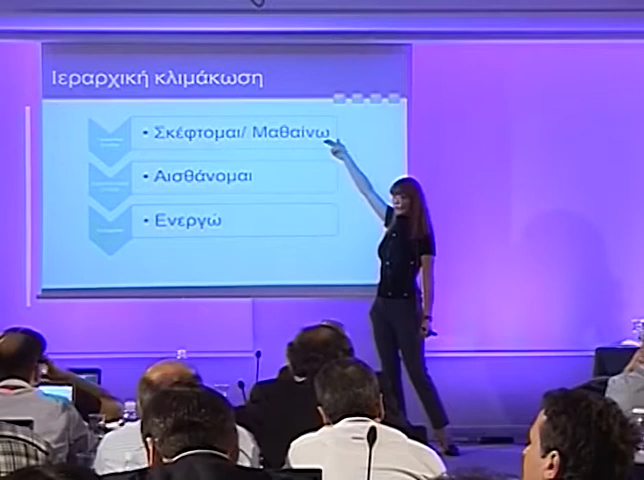 Ιεραρχική κλιμάκωση
• Σκέφτομαι/ Μαθαίνω
• Αισθάνομαι
• Ενεργώ